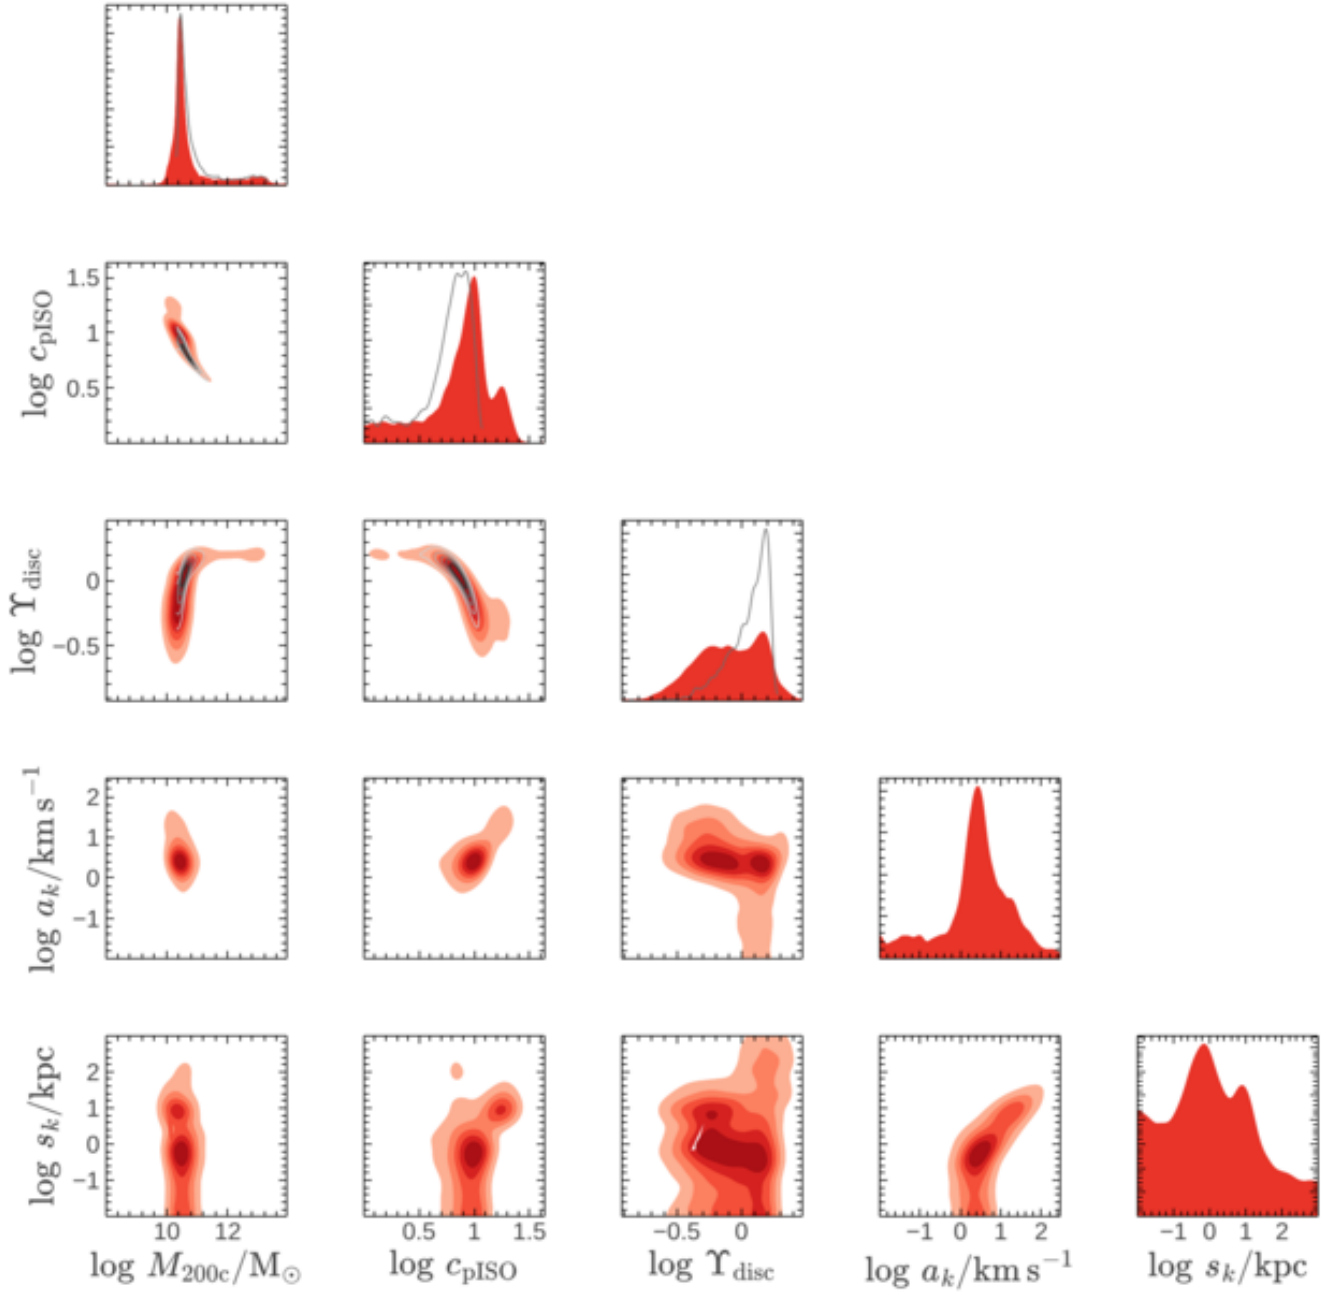 log c_pISO
1.5
1
0.5
log ϒ_disc
0
−0.5
log a_k/km s⁻¹
2
1
0
−1
log s_k/kpc
2
1
0
−1
10 12
0.5 1 1.5
−0.5 0
−1 0 1 2
−1 0 1 2
log M_200c/M_⊙
log c_pISO
log ϒ_disc
log a_k/km s⁻¹
log s_k/kpc